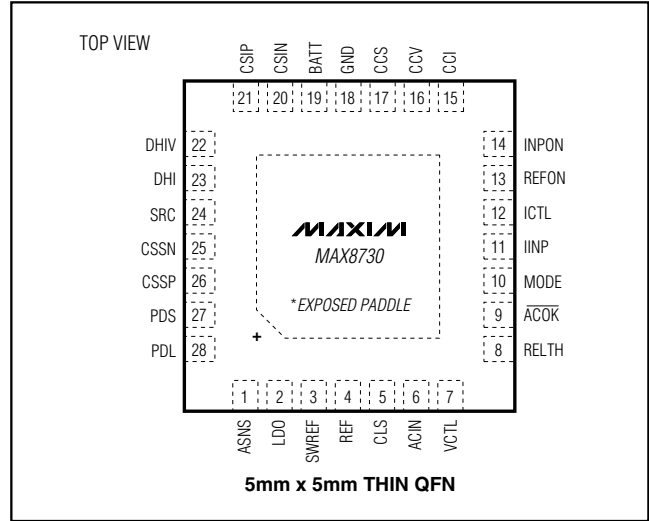 TOP VIEW
CSIP
CSIN
BATT
GND
CCS
CCV
CCI
21
20
19
18
17
16
15
DHIV 22
DHI 23
SRC 24
CSSN 25
CSSP 26
PDS 27
PDL 28
14 INPON
13 REFON
12 ICTL
11 IINP
10 MODE
9 ACOK
8 RELTH
MAXIM
MAX8730
*EXPOSED PADDLE
+
1
2
3
4
5
6
7
ASNS
LDO
SWREF
REF
CLS
ACIN
VCTL
5mm x 5mm THIN QFN